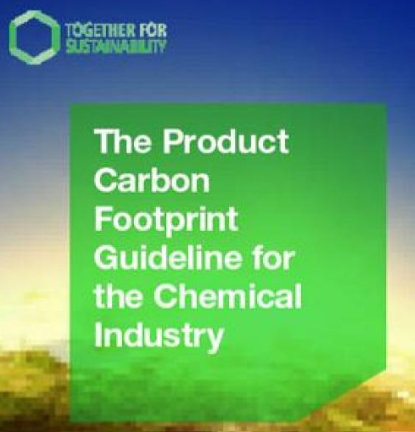 TOGETHER FOR
SUSTAINABILITY
The Product
Carbon
Footprint
Guideline for
the Chemical
Industry